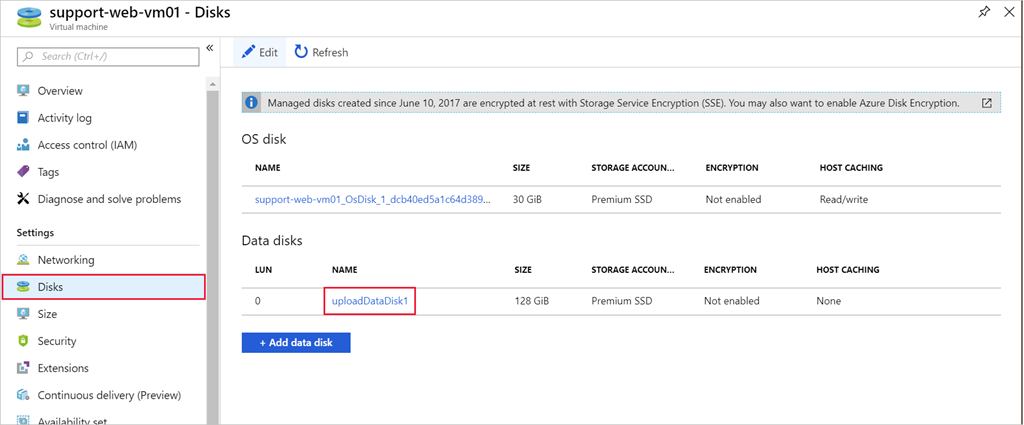 support-web-vm01 - Disks
Virtual machine
Search (Ctrl+/)
«
Overview
Activity log
Access control (IAM)
Tags
Diagnose and solve problems
Settings
Networking
Disks
Size
Security
Extensions
Continuous delivery (Preview)
Availability set
Edit
Refresh
Managed disks created since June 10, 2017 are encrypted at rest with Storage Service Encryption (SSE). You may also want to enable Azure Disk Encryption.
OS disk
NAME SIZE STORAGE ACCOUN... ENCRYPTION HOST CACHING
support-web-vm01_OsDisk_1_dcb40ed5a1c64d389... 30 GiB Premium SSD Not enabled Read/write
Data disks
LUN NAME SIZE STORAGE ACCOUN... ENCRYPTION HOST CACHING
0 uploadDataDisk1 128 GiB Premium SSD Not enabled None
+ Add data disk